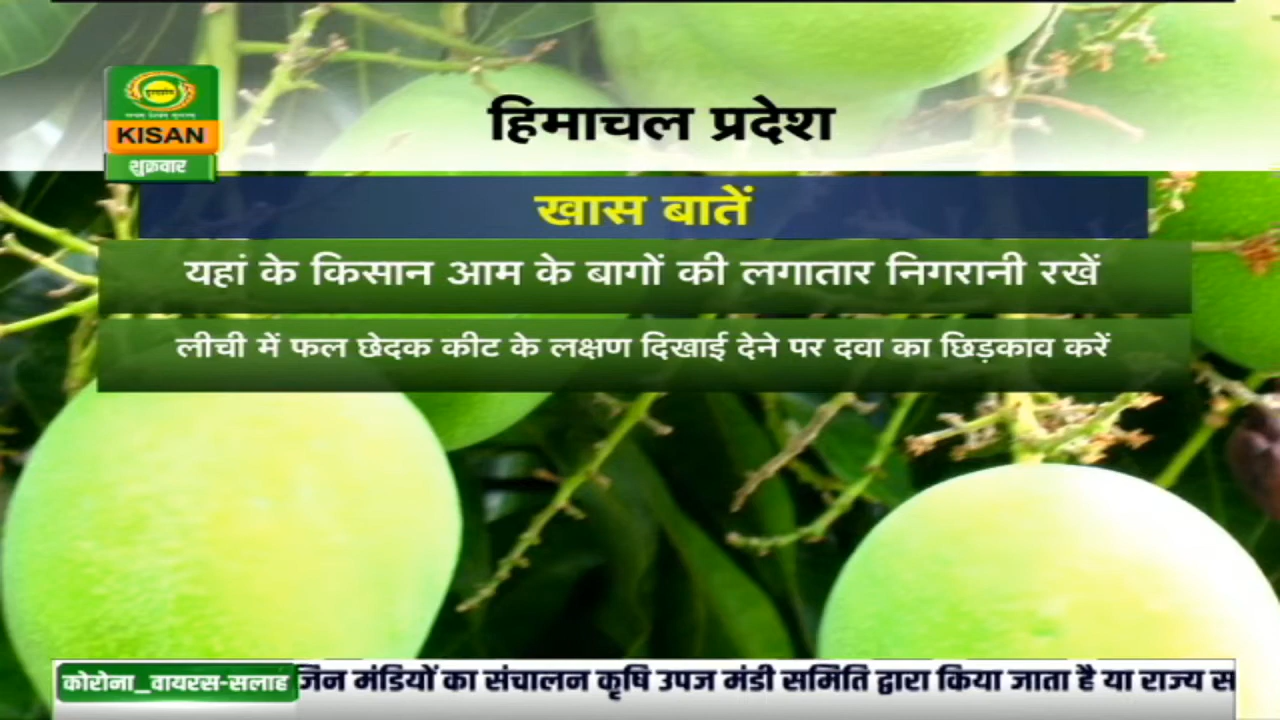 हिमाचल प्रदेश
KISAN
शुक्रवार
खास बातें
यहां के किसान आम के बागों की लगातार निगरानी रखें
लीची में फल छेदक कीट के लक्षण दिखाई देने पर दवा का छिड़काव करें
कोरोना_वायरस-सलाह जिन मंडियों का संचालन कृषि उपज मंडी समिति द्वारा किया जाता है या राज्य स